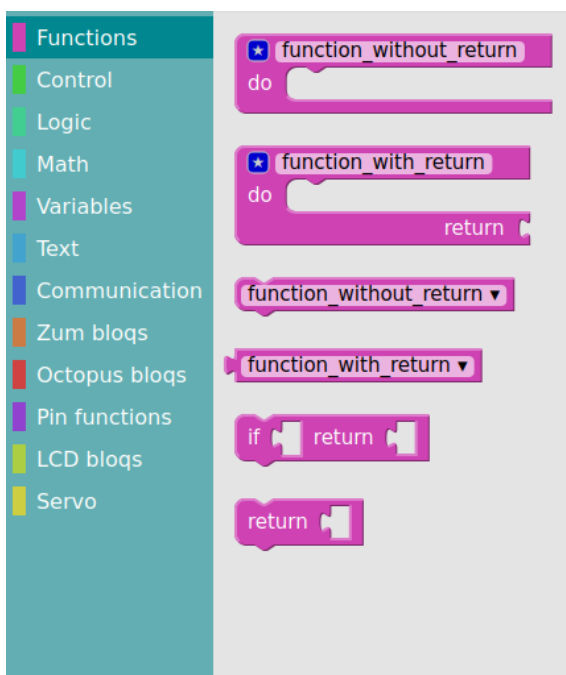 Functions
Control
Logic
Math
Variables
Text
Communication
Zum bloqs
Octopus bloqs
Pin functions
LCD bloqs
Servo
function_without_return
do
function_with_return
do
return
function_without_return ▾
function_with_return ▾
if return
return